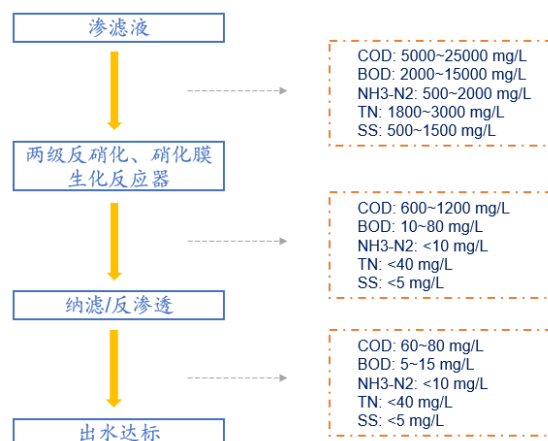 渗滤液
COD: 5000~25000 mg/L
BOD: 2000~15000 mg/L
NH3-N2: 500~2000 mg/L
TN: 1800~3000 mg/L
SS: 500~1500 mg/L
两级反硝化、硝化膜
生化反应器
COD: 600~1200 mg/L
BOD: 10~80 mg/L
NH3-N2: <10 mg/L
TN: <40 mg/L
SS: <5 mg/L
纳滤/反渗透
COD: 60~80 mg/L
BOD: 5~15 mg/L
NH3-N2: <10 mg/L
TN: <40 mg/L
SS: <5 mg/L
出水达标